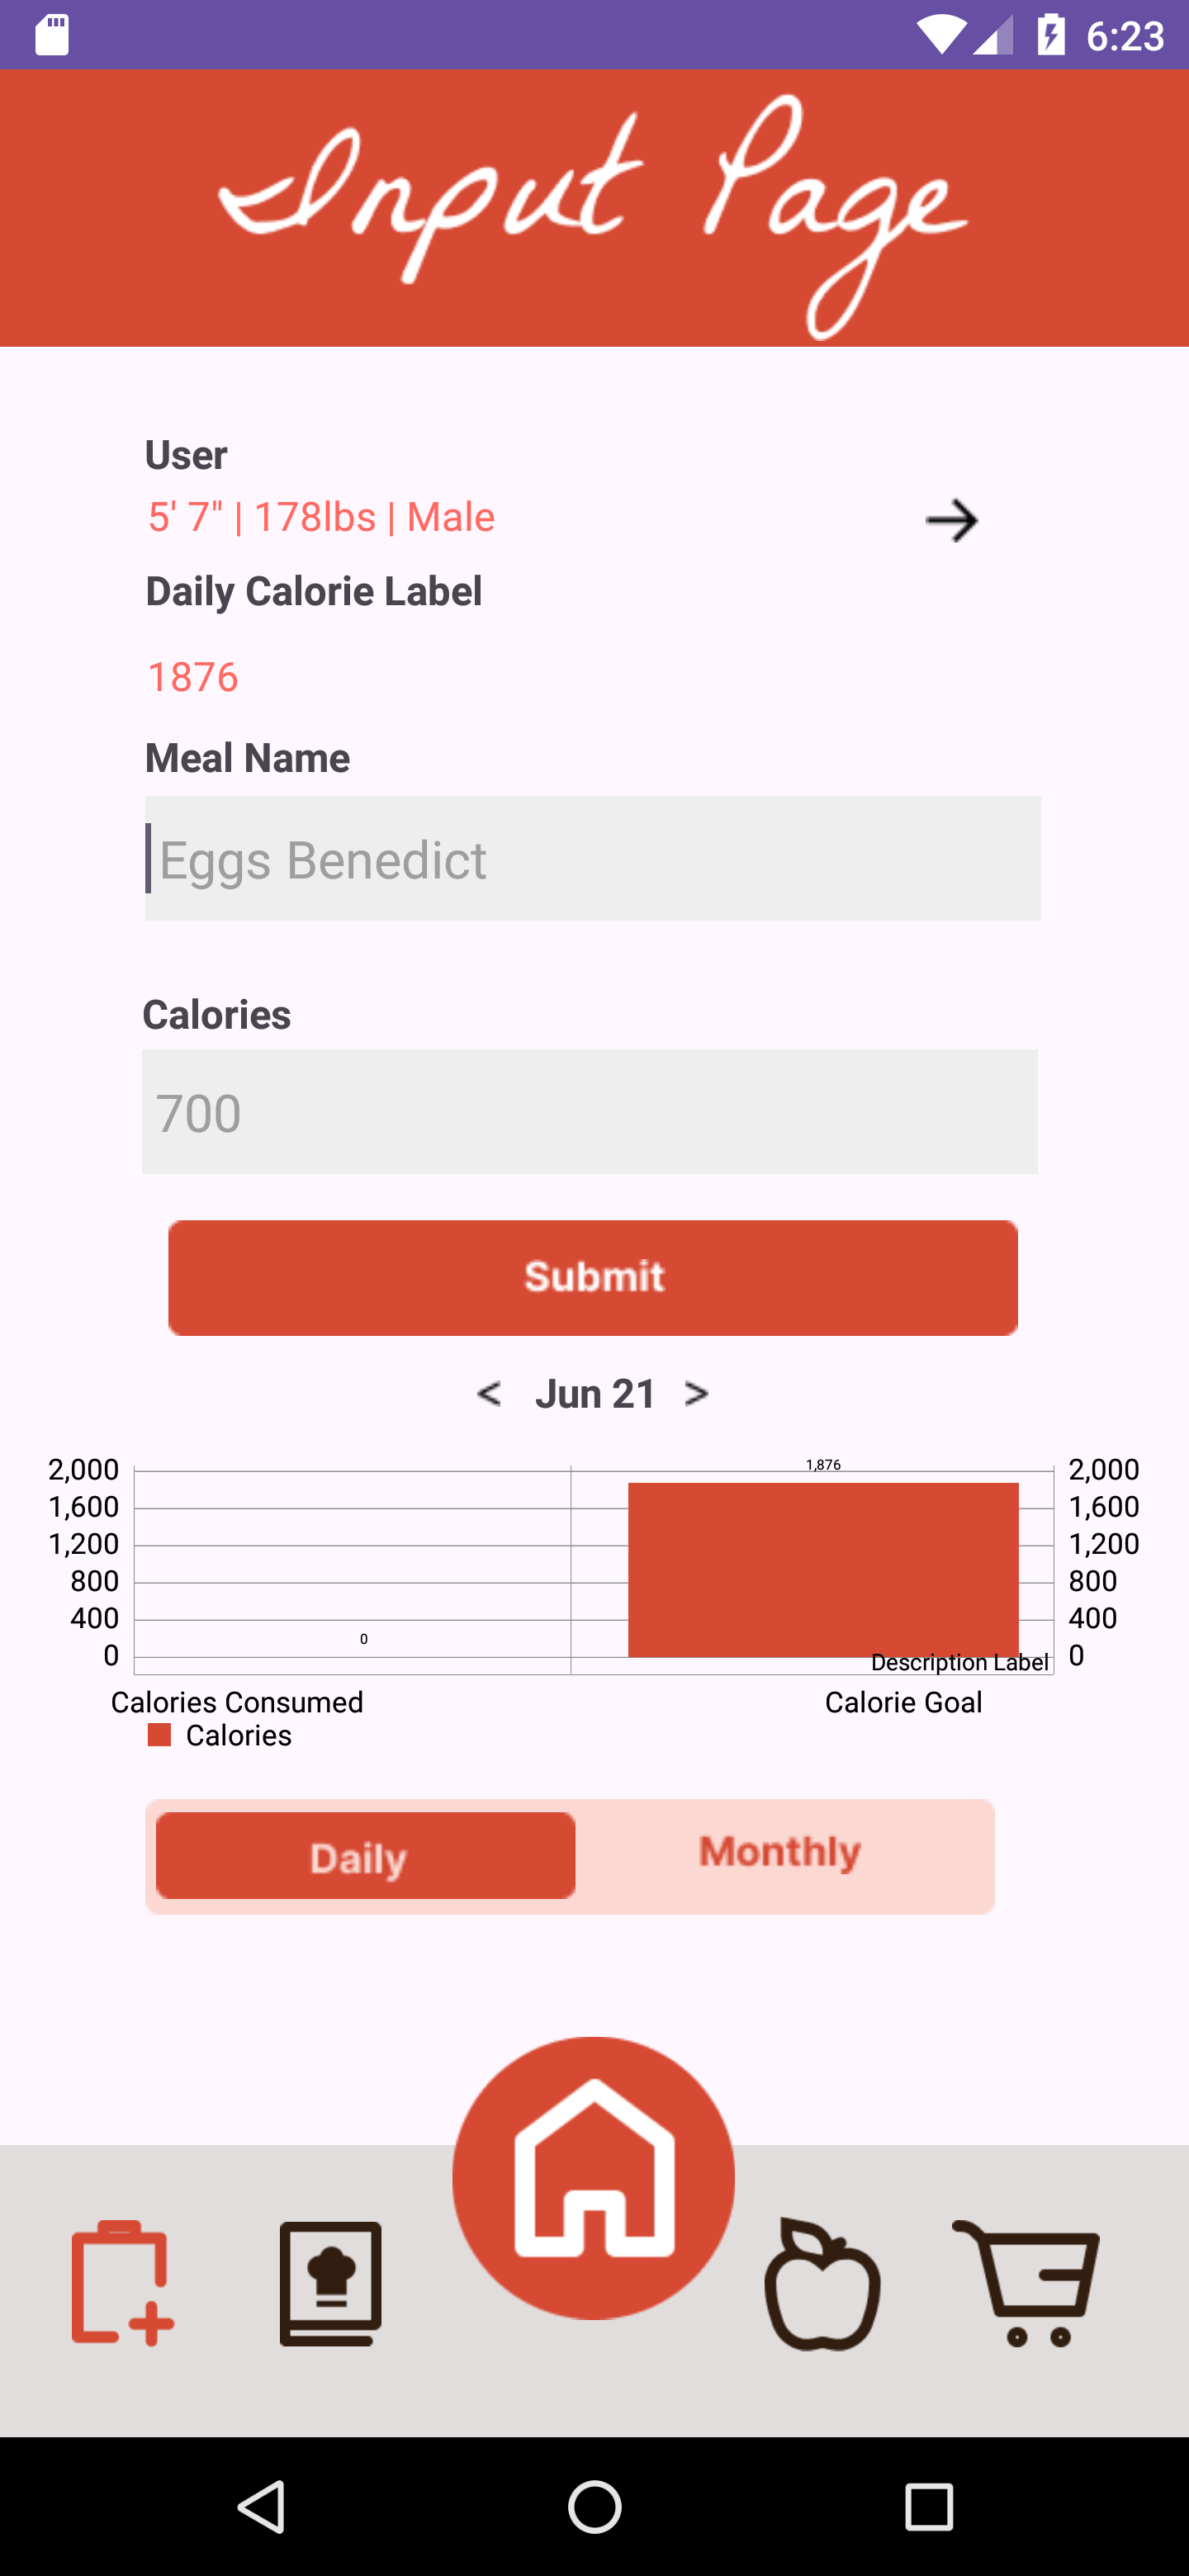 6:23
Input Page
User
5' 7" | 178lbs | Male
Daily Calorie Label
1876
Meal Name
Eggs Benedict
Calories
700
Submit
< Jun 21 >
2,000 1,876 2,000
1,600 1,600
1,200 1,200
800 800
400 400
0 0 0
Description Label
Calories Consumed Calorie Goal
Calories
Daily Monthly